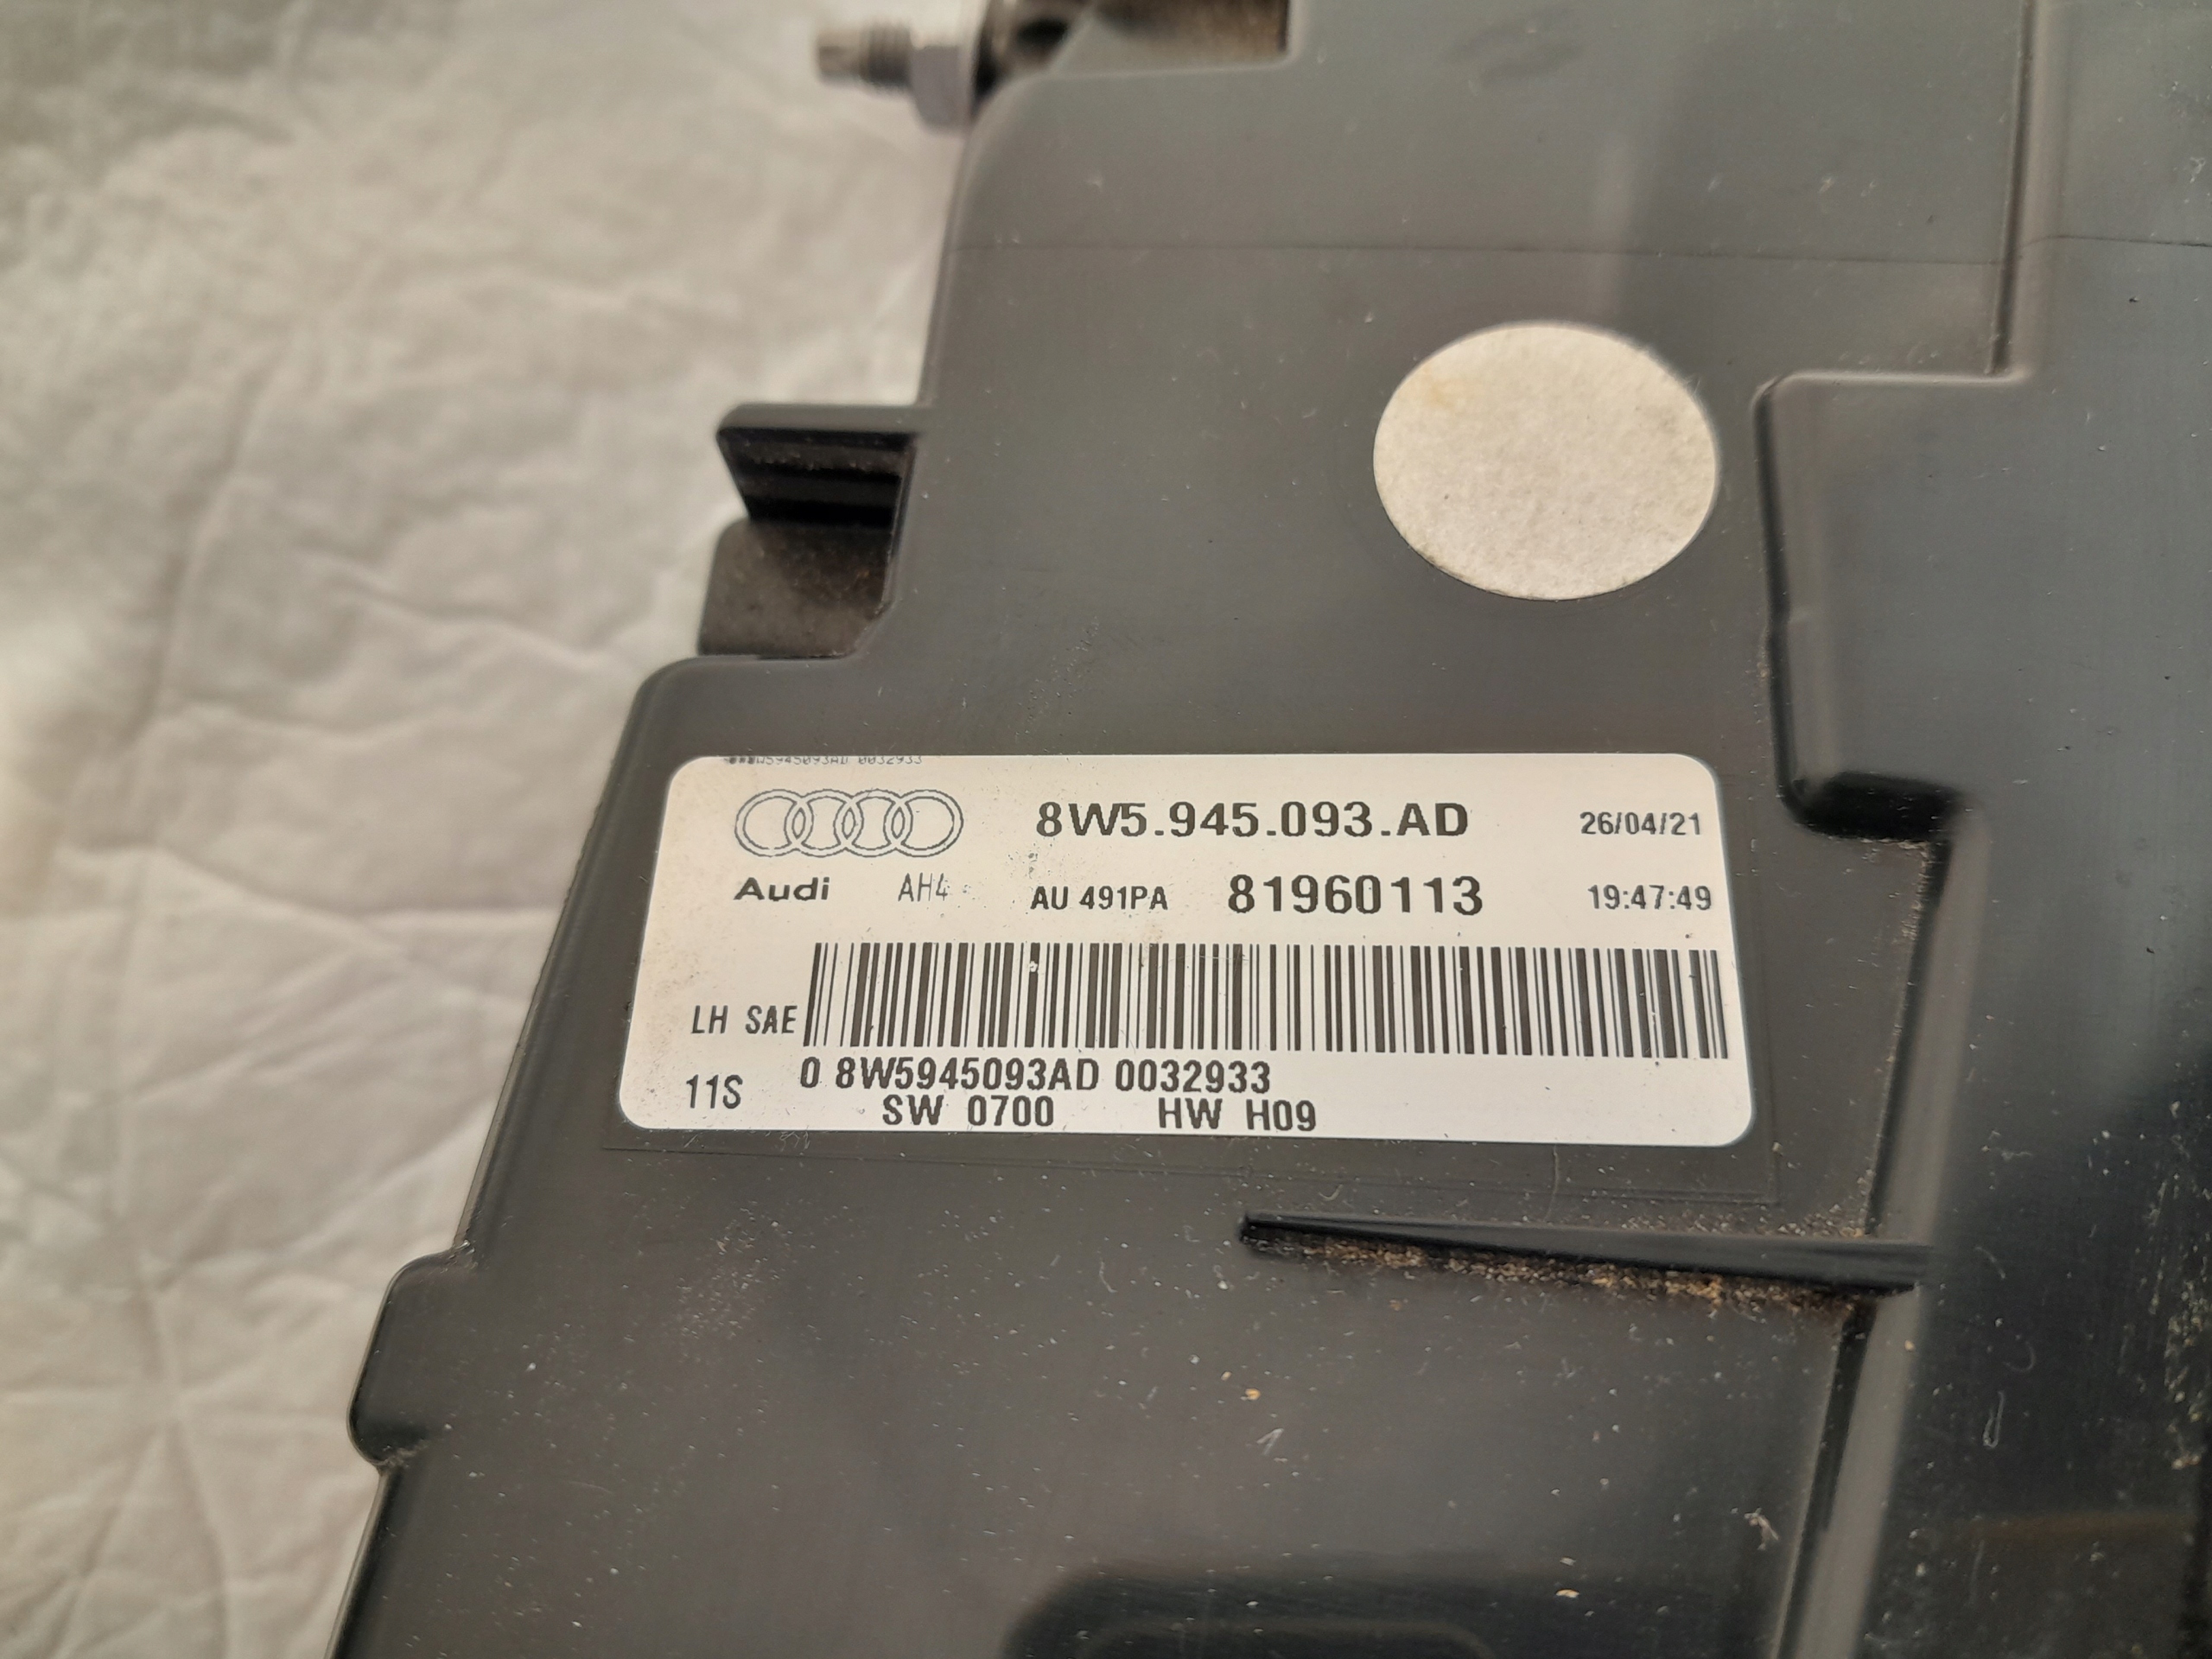 W5945093AD 0032933
8W5.945.093.AD 26/04/21
Audi AH4 AU 491PA 81960113 19:47:49
LH SAE
0 8W5945093AD 0032933
11S SW 0700 HW H09